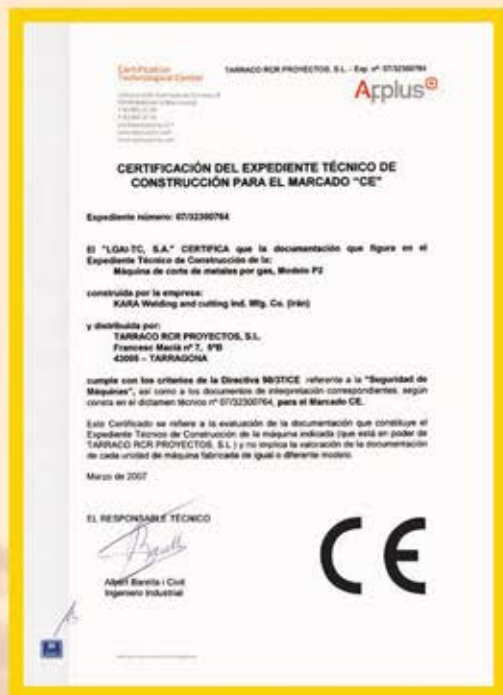 Certification
Technological Center
TARRACO RCR PROYECTOS, S.L. - Exp. nº 07/32300764
Applus⊕
CERTIFICACIÓN DEL EXPEDIENTE TÉCNICO DE
CONSTRUCCIÓN PARA EL MARCADO "CE"
Expediente número: 07/32300764
El "LGAI-TC, S.A." CERTIFICA que la documentación que figura en el
Expediente Técnico de Construcción de la:
Máquina de corte de metales por gas, Modelo P2
construida por la empresa:
KARA Welding and cutting Ind. Mfg. Co. (Irán)
y distribuida por:
TARRACO RCR PROYECTOS, S.L.
Francesc Macià nº 7, 8ºB
43005 – TARRAGONA
cumple con los criterios de la Directiva 98/37/CE referente a la "Seguridad de
Máquinas", así como a los documentos de interpretación correspondientes, según
consta en el dictamen técnico nº 07/32300764, para el Marcado CE.
Este Certificado se refiere a la evaluación de la documentación que constituye el
Expediente Técnico de Construcción de la máquina indicada (que está en poder de
TARRACO RCR PROYECTOS, S.L.) y no implica la valoración de la documentación
de cada unidad de máquina fabricada de igual o diferente modelo.
Marzo de 2007
EL RESPONSABLE TÉCNICO
Albert Barella i Civit
Ingeniero Industrial
CE